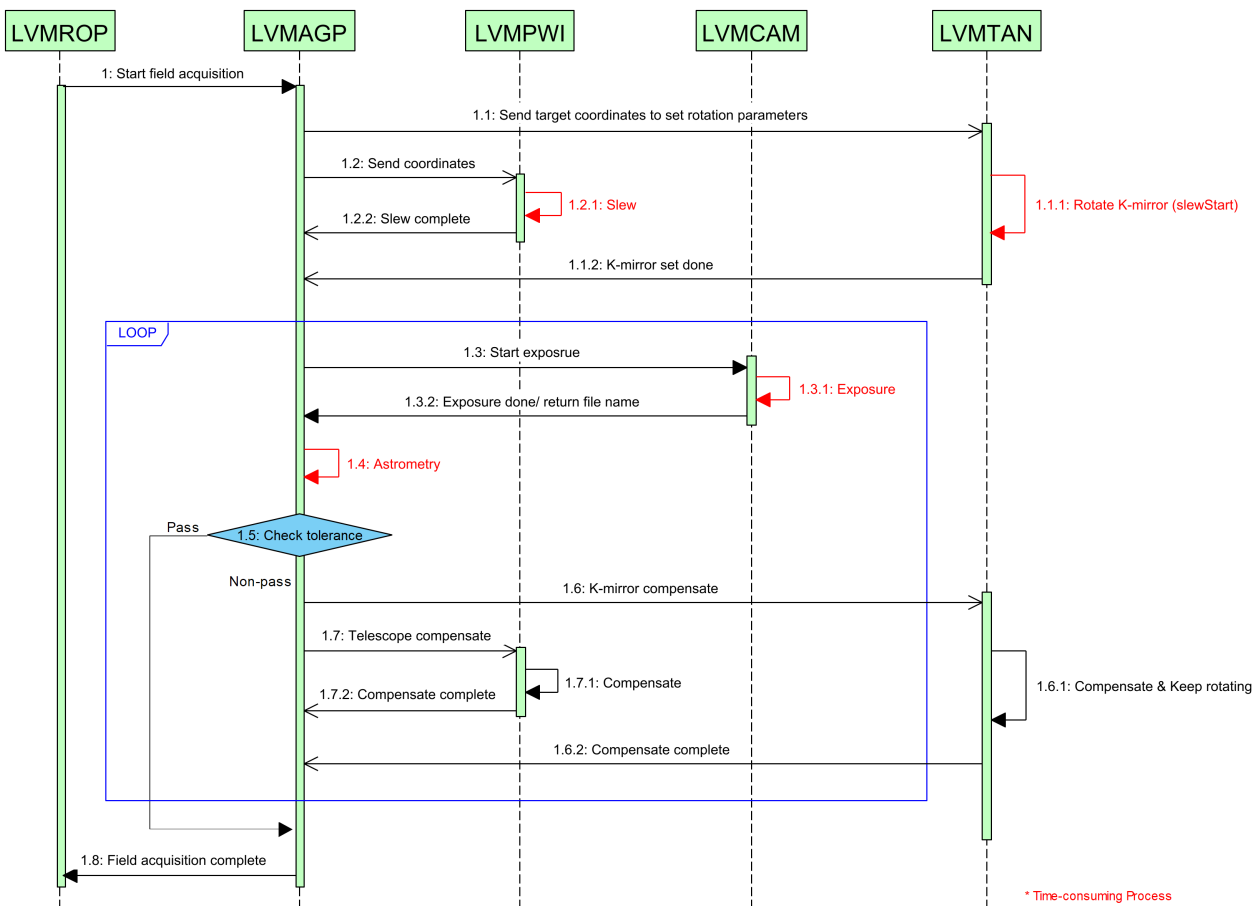 LVMROP
LVMAGP
LVMPWI
LVMCAM
LVMTAN
1: Start field acquisition
1.1: Send target coordinates to set rotation parameters
1.2: Send coordinates
1.2.1: Slew
1.1.1: Rotate K-mirror (slewStart)
1.2.2: Slew complete
1.1.2: K-mirror set done
LOOP
1.3: Start exposrue
1.3.1: Exposure
1.3.2: Exposure done/ return file name
1.4: Astrometry
Pass
1.5: Check tolerance
Non-pass
1.6: K-mirror compensate
1.7: Telescope compensate
1.7.1: Compensate
1.6.1: Compensate & Keep rotating
1.7.2: Compensate complete
1.6.2: Compensate complete
1.8: Field acquisition complete
* Time-consuming Process